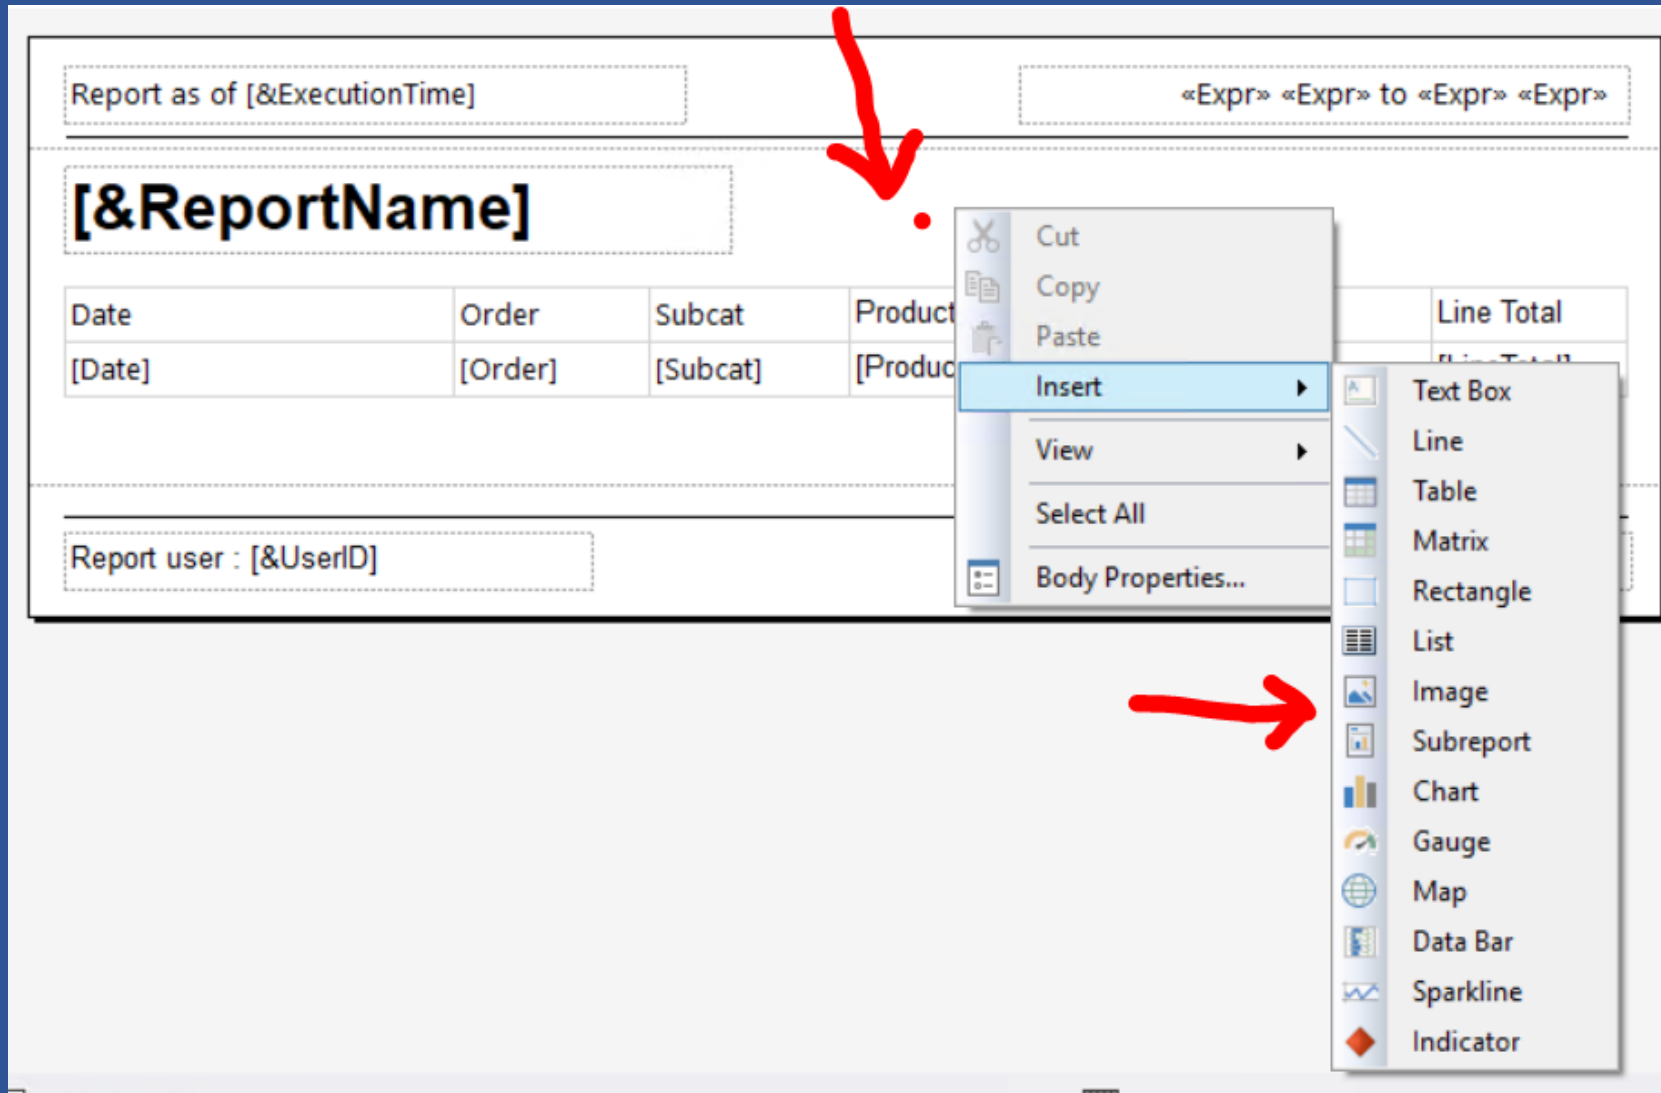 Report as of [&ExecutionTime]
«Expr» «Expr» to «Expr» «Expr»
[&ReportName]
Date Order Subcat Product Line Total
[Date] [Order] [Subcat]
Report user : [&UserID]
Cut
Copy
Paste
Insert
View
Select All
Body Properties...
Text Box
Line
Table
Matrix
Rectangle
List
Image
Subreport
Chart
Gauge
Map
Data Bar
Sparkline
Indicator